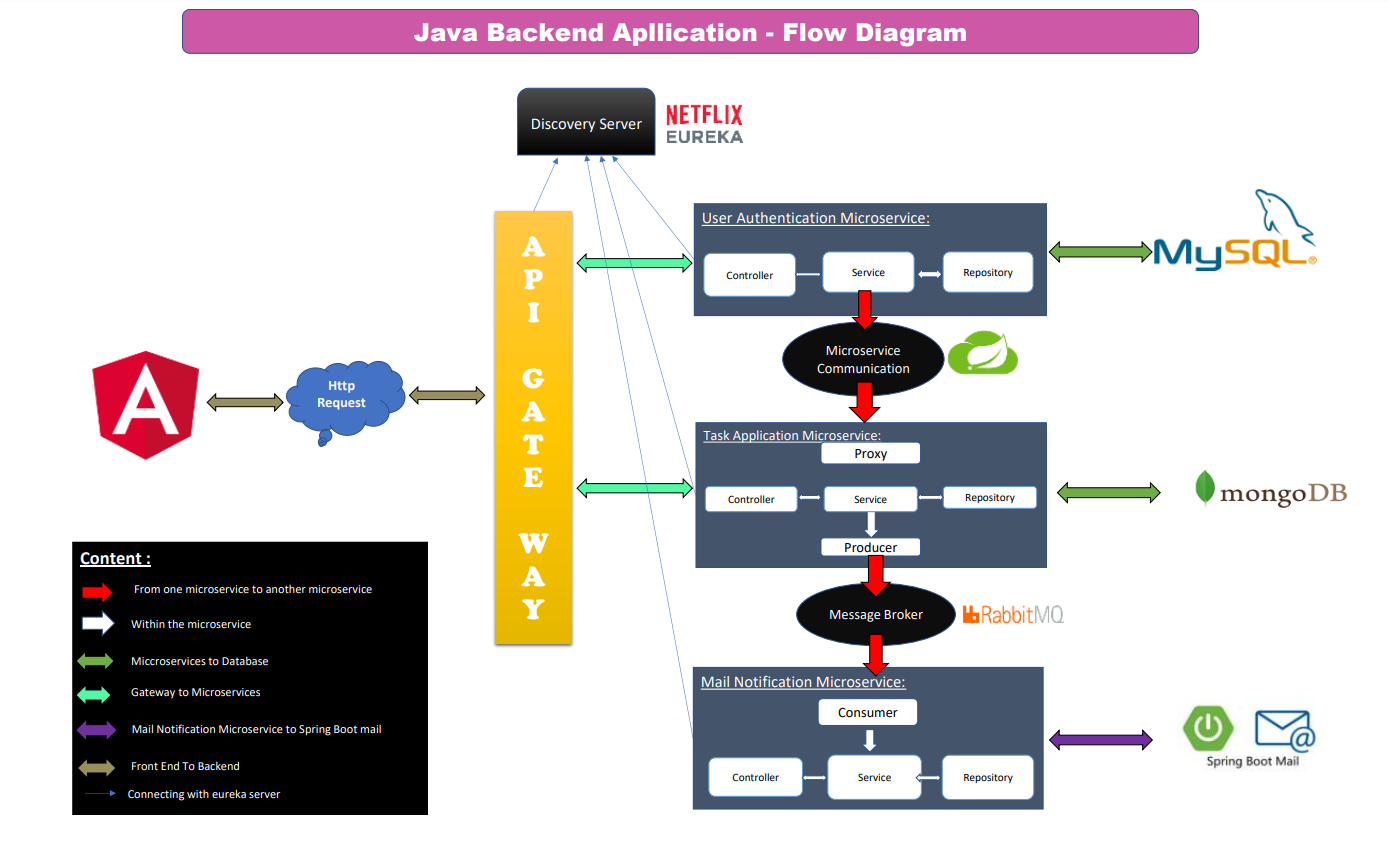 Java Backend Apllication - Flow Diagram
Discovery Server
NETFLIX
EUREKA
API GATE WAY
Http
Request
User Authentication Microservice:
Controller
Service
Repository
MySQL®
Microservice
Communication
Task Application Microservice:
Proxy
Controller
Service
Repository
Producer
mongoDB
Message Broker
RabbitMQ
Mail Notification Microservice:
Consumer
Controller
Service
Repository
Spring Boot Mail
Content :
From one microservice to another microservice
Within the microservice
Miccroservices to Database
Gateway to Microservices
Mail Notification Microservice to Spring Boot mail
Front End To Backend
Connecting with eureka server